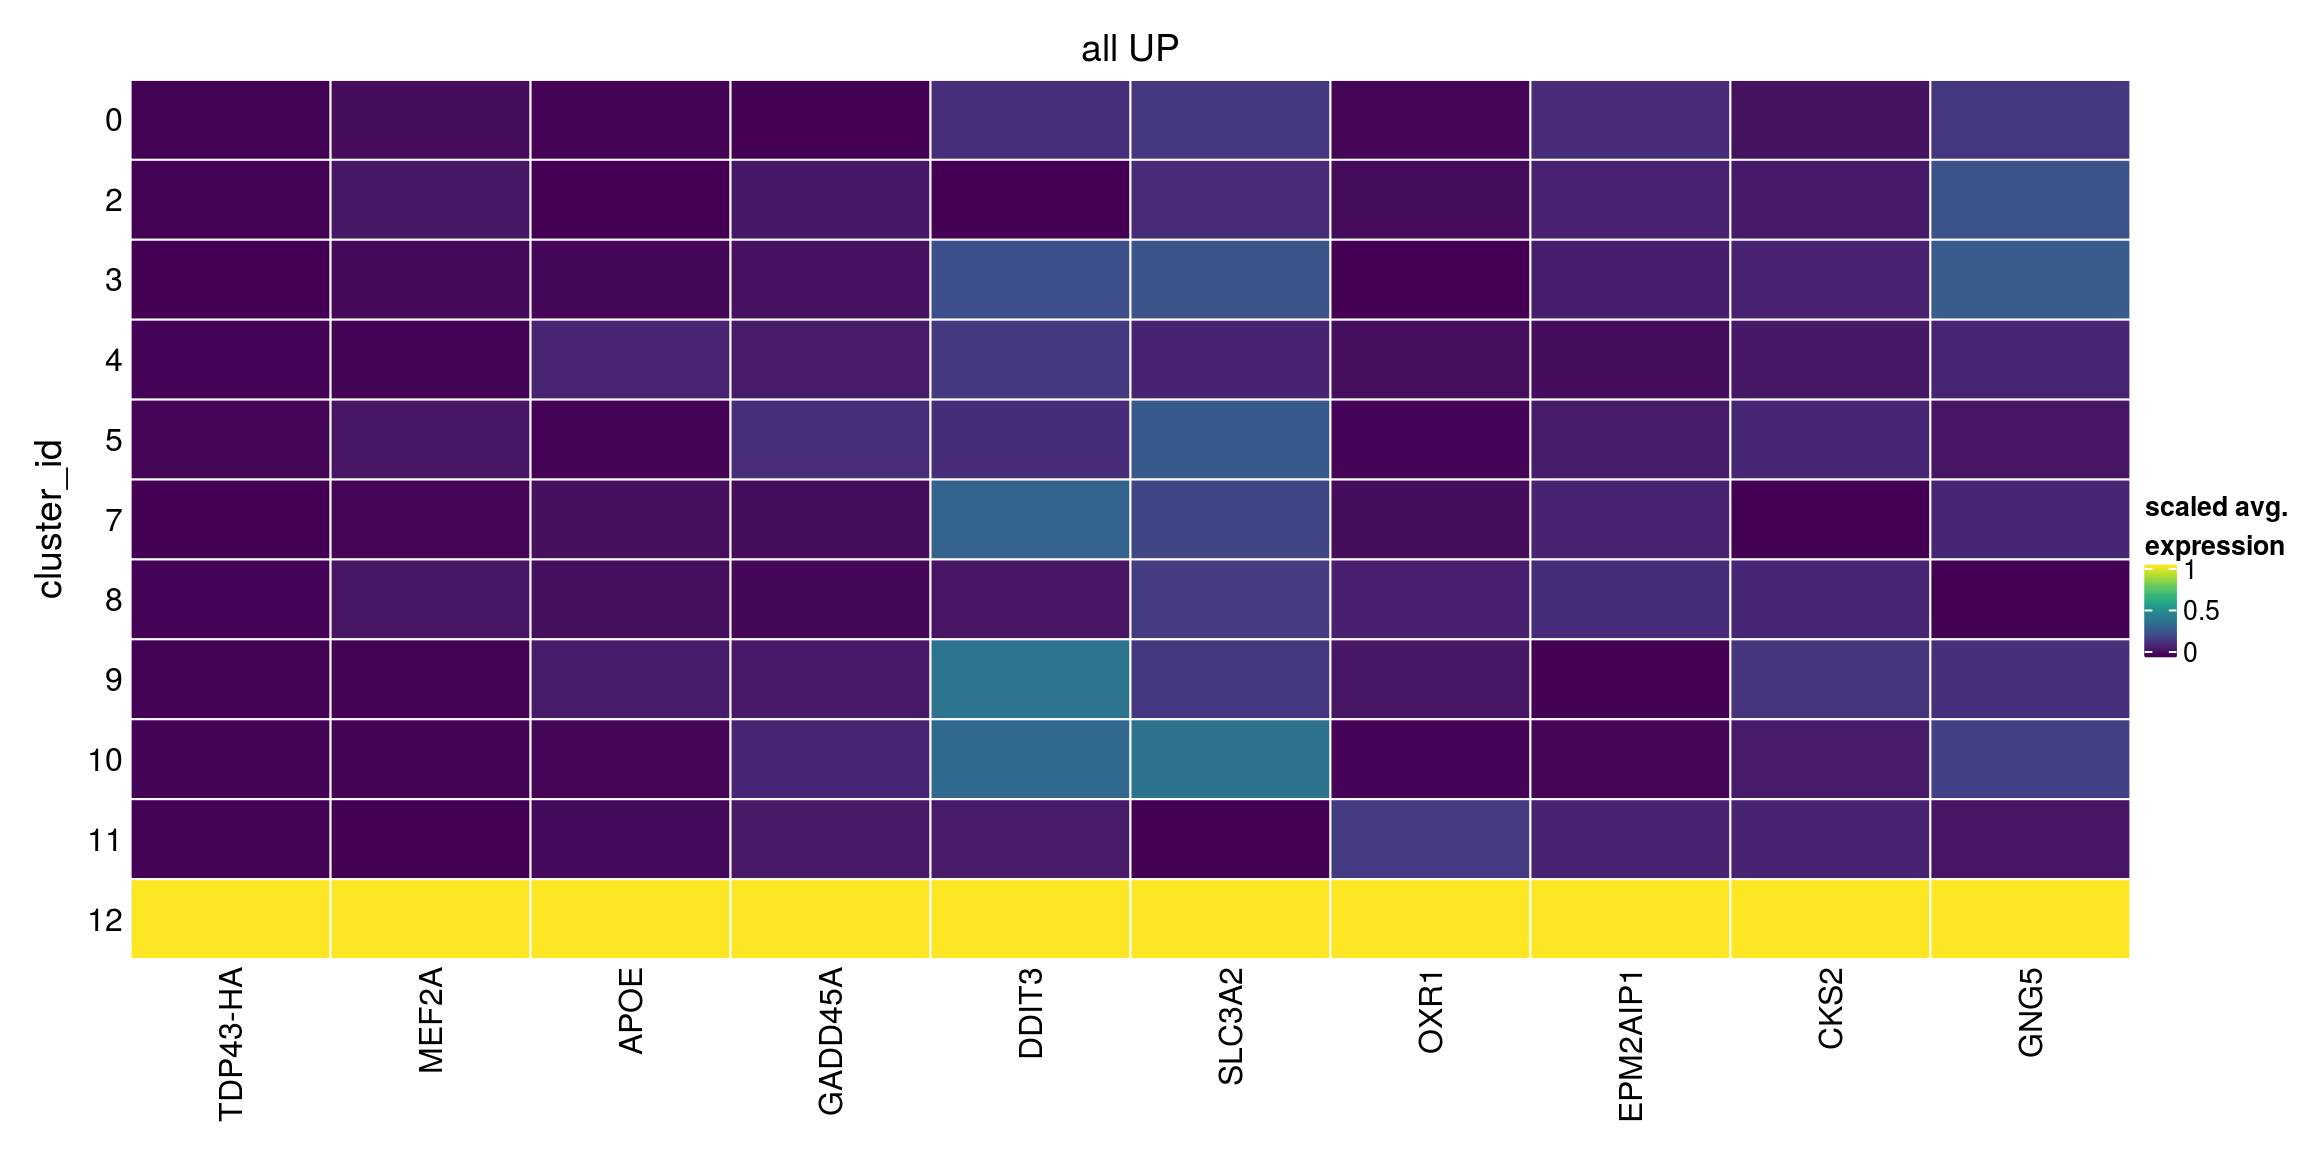 all UP
cluster_id
0
2
3
4
5
7
8
9
10
11
12
TDP43-HA
MEF2A
APOE
GADD45A
DDIT3
SLC3A2
OXR1
EPM2AIP1
CKS2
GNG5
scaled avg.
expression
1
0.5
0